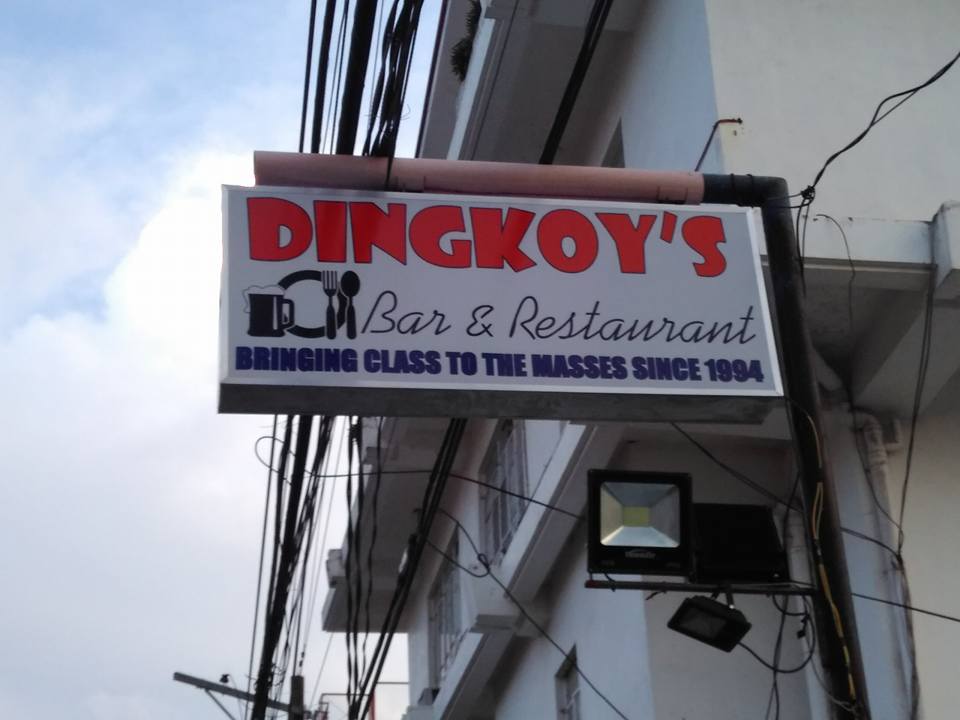 DINGKOY'S
Bar & Restaurant
BRINGING CLASS TO THE MASSES SINCE 1994